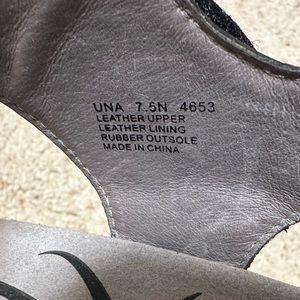 UNA 7.5N 4653
LEATHER UPPER
LEATHER LINING
RUBBER OUTSOLE
MADE IN CHINA